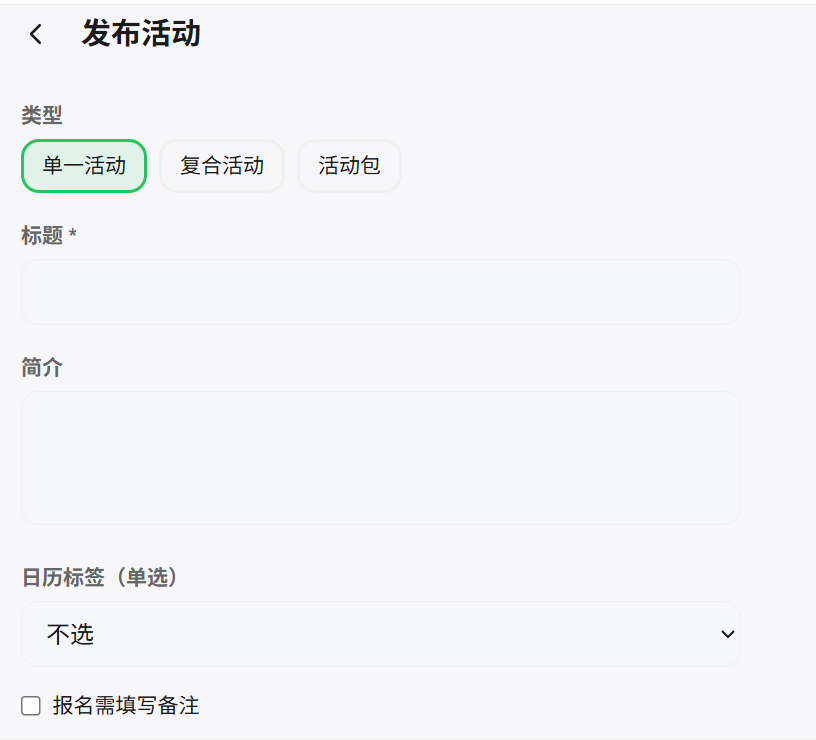 发布活动
类型
单一活动 复合活动 活动包
标题 *
简介
日历标签（单选）
不选
报名需填写备注